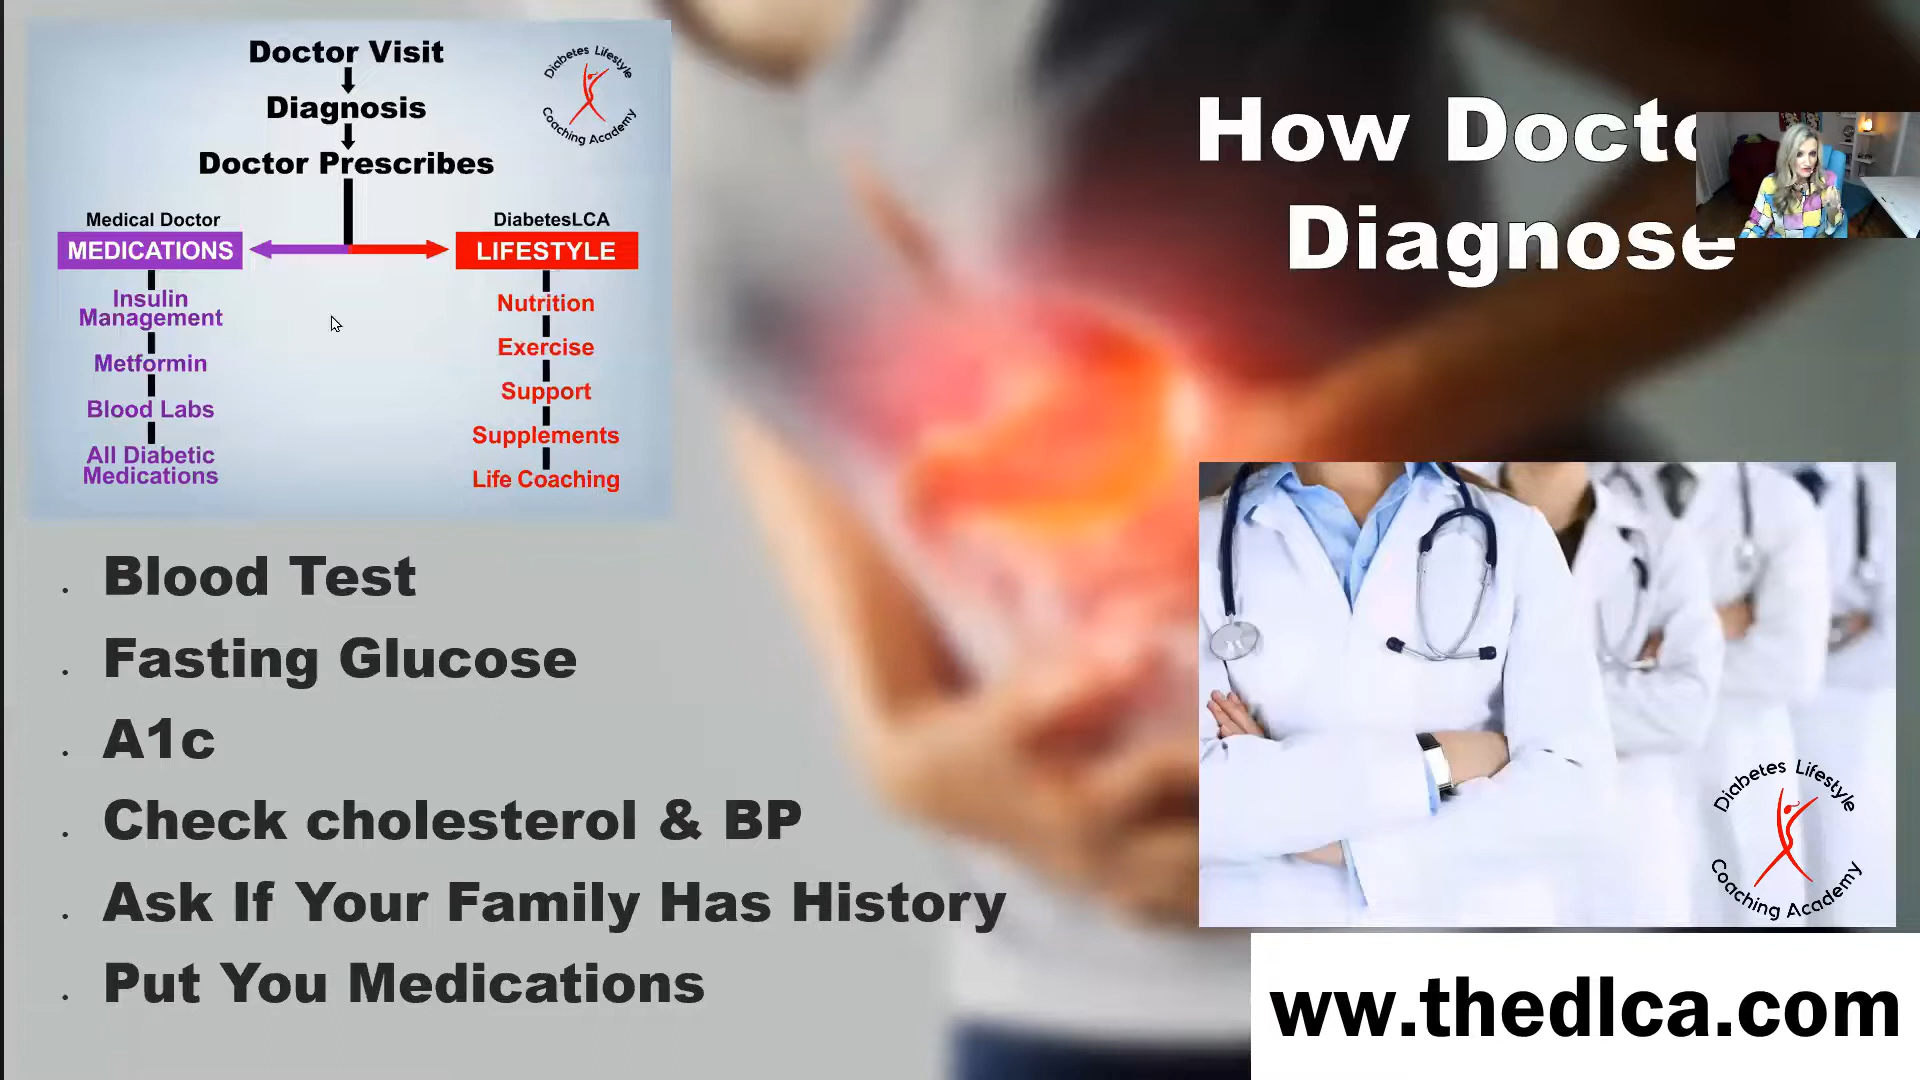 Doctor Visit
Diagnosis
Doctor Prescribes
Diabetes Lifestyle
Coaching Academy
Medical Doctor
MEDICATIONS
Insulin
Management
Metformin
Blood Labs
All Diabetic
Medications
DiabetesLCA
LIFESTYLE
Nutrition
Exercise
Support
Supplements
Life Coaching
How Docto
Diagnose
. Blood Test
. Fasting Glucose
. A1c
. Check cholesterol & BP
. Ask If Your Family Has History
. Put You Medications
Diabetes Lifestyle
Coaching Academy
ww.thedlca.com